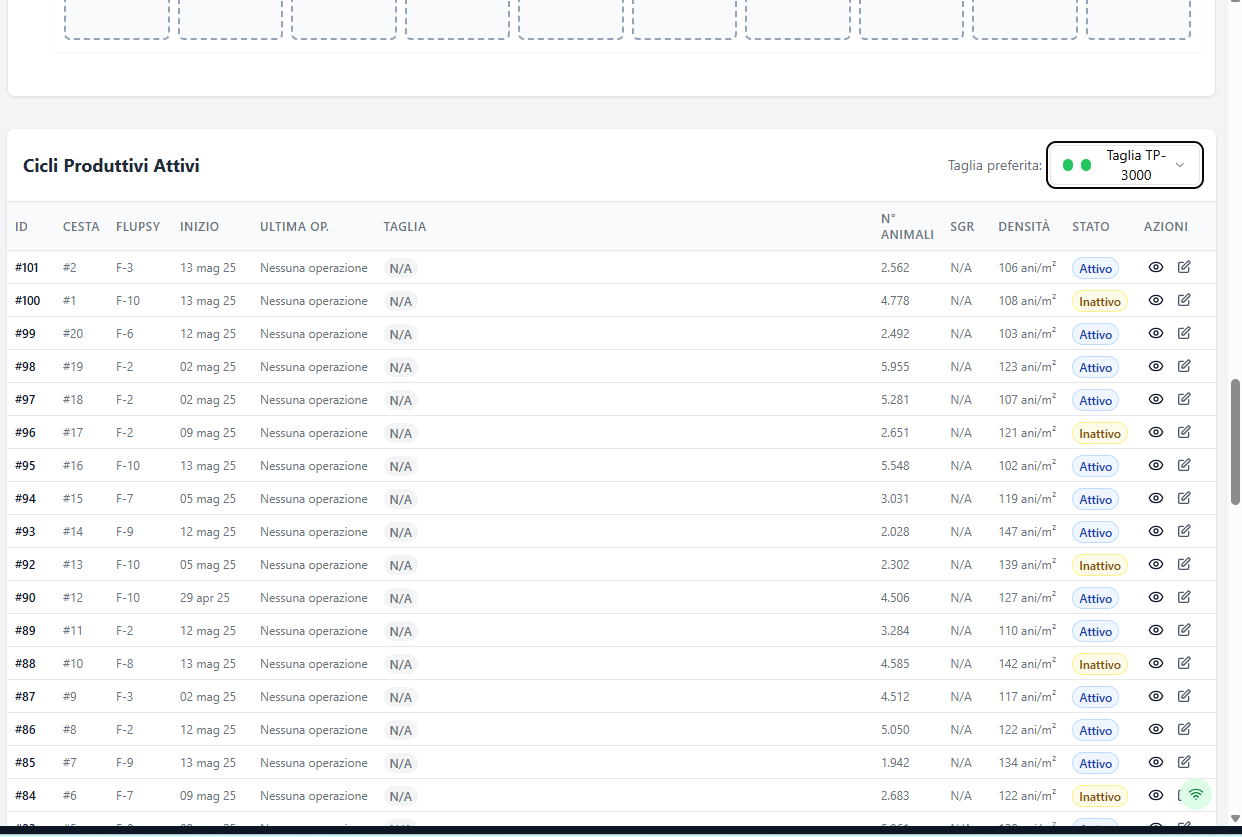 Cicli Produttivi Attivi
Taglia preferita:
Taglia TP-
3000
ID CESTA FLUPSY INIZIO ULTIMA OP. TAGLIA N° ANIMALI SGR DENSITÀ STATO AZIONI
#101 #2 F-3 13 mag 25 Nessuna operazione N/A 2.562 N/A 106 ani/m² Attivo
#100 #1 F-10 13 mag 25 Nessuna operazione N/A 4.778 N/A 108 ani/m² Inattivo
#99 #20 F-6 12 mag 25 Nessuna operazione N/A 2.492 N/A 103 ani/m² Attivo
#98 #19 F-2 02 mag 25 Nessuna operazione N/A 5.955 N/A 123 ani/m² Attivo
#97 #18 F-2 02 mag 25 Nessuna operazione N/A 5.281 N/A 107 ani/m² Attivo
#96 #17 F-2 09 mag 25 Nessuna operazione N/A 2.651 N/A 121 ani/m² Inattivo
#95 #16 F-10 13 mag 25 Nessuna operazione N/A 5.548 N/A 102 ani/m² Attivo
#94 #15 F-7 05 mag 25 Nessuna operazione N/A 3.031 N/A 119 ani/m² Attivo
#93 #14 F-9 12 mag 25 Nessuna operazione N/A 2.028 N/A 147 ani/m² Attivo
#92 #13 F-10 05 mag 25 Nessuna operazione N/A 2.302 N/A 139 ani/m² Inattivo
#90 #12 F-10 29 apr 25 Nessuna operazione N/A 4.506 N/A 127 ani/m² Attivo
#89 #11 F-2 12 mag 25 Nessuna operazione N/A 3.284 N/A 110 ani/m² Attivo
#88 #10 F-8 13 mag 25 Nessuna operazione N/A 4.585 N/A 142 ani/m² Inattivo
#87 #9 F-3 02 mag 25 Nessuna operazione N/A 4.512 N/A 117 ani/m² Attivo
#86 #8 F-2 12 mag 25 Nessuna operazione N/A 5.050 N/A 122 ani/m² Attivo
#85 #7 F-9 13 mag 25 Nessuna operazione N/A 1.942 N/A 134 ani/m² Attivo
#84 #6 F-7 09 mag 25 Nessuna operazione N/A 2.683 N/A 122 ani/m² Inattivo